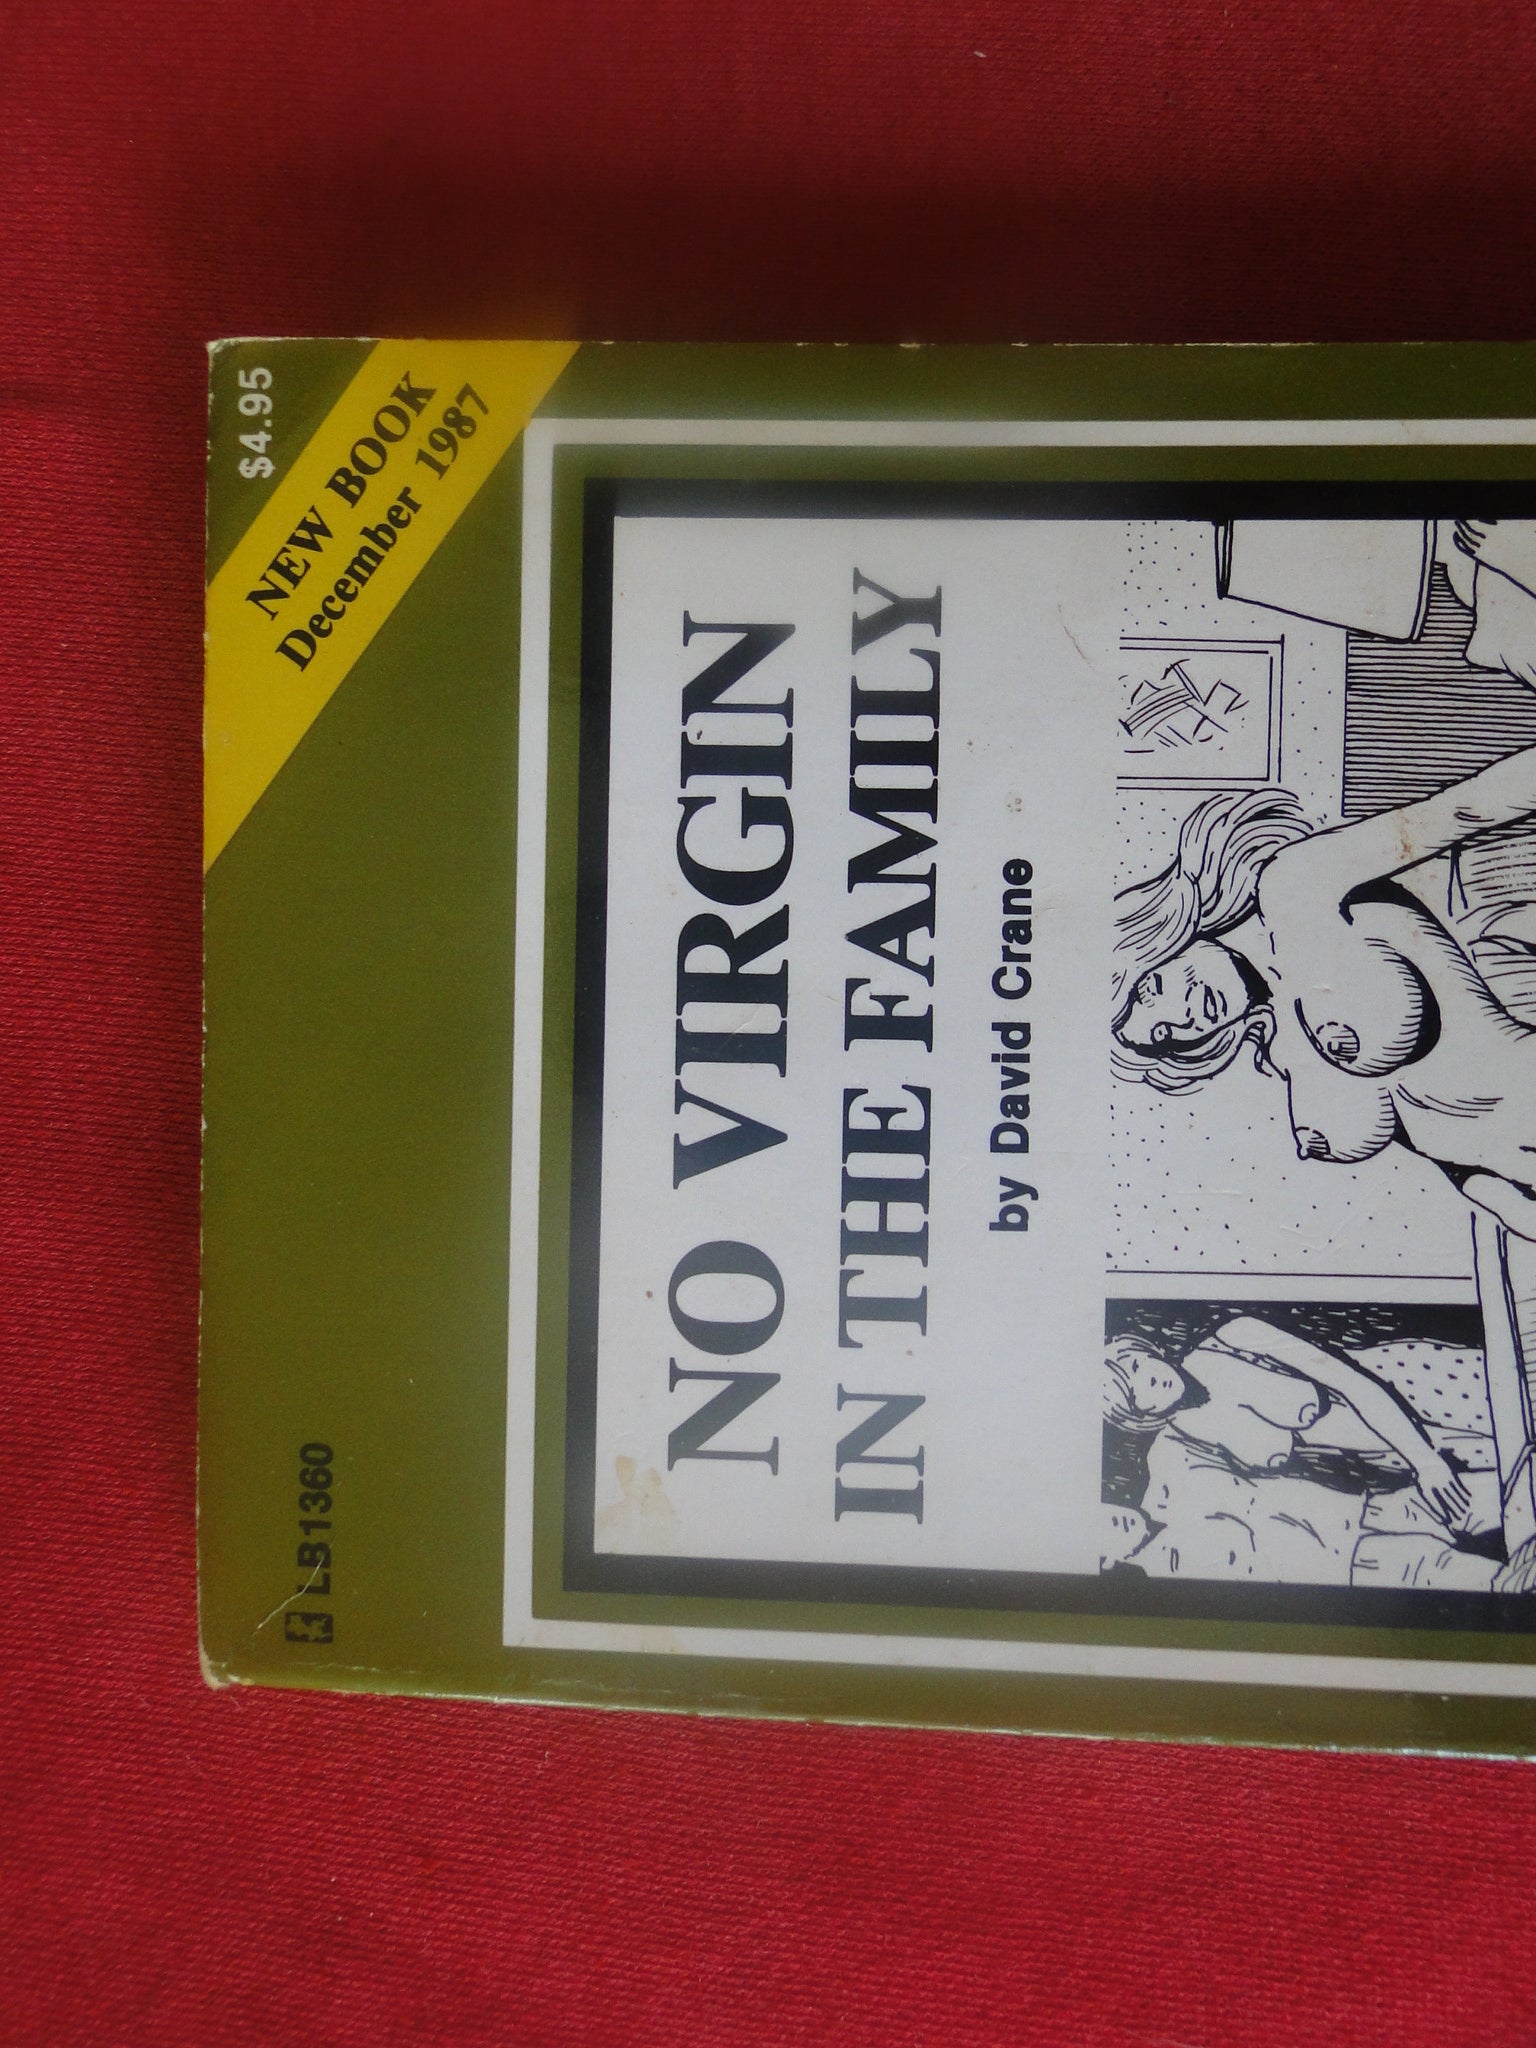 $4.95
NEW BOOK
December 1987
LB1360
NO VIRGIN
IN THE FAMILY
by David Crane